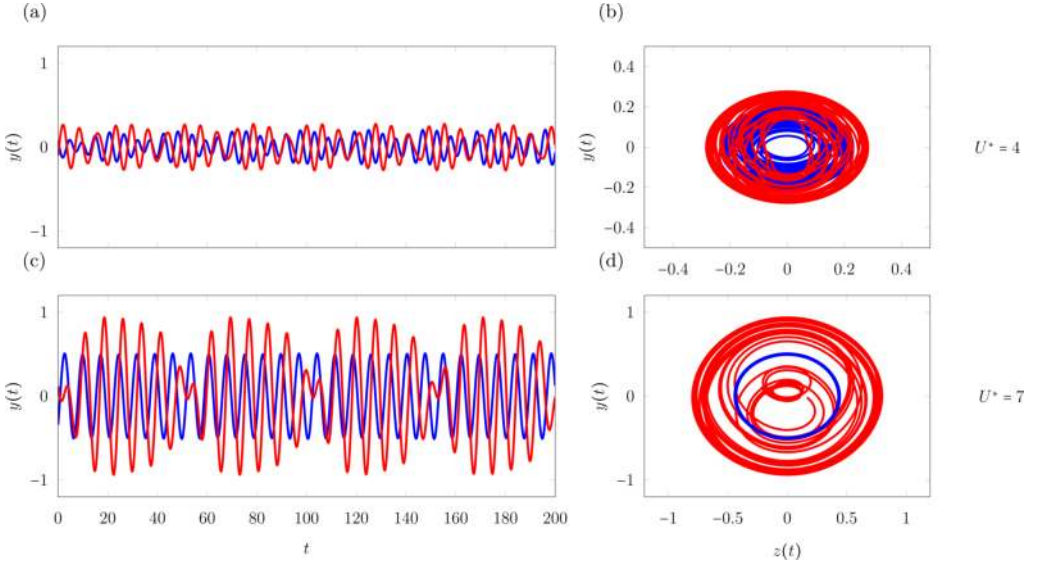 (a)
1
0
−1
y(t)
(b)
0.4
0.2
0
−0.2
−0.4
y(t)
−0.4 −0.2 0 0.2 0.4
U* = 4
(c)
1
0
−1
y(t)
0 20 40 60 80 100 120 140 160 180 200
t
(d)
1
0
−1
y(t)
−1 −0.5 0 0.5 1
z(t)
U* = 7